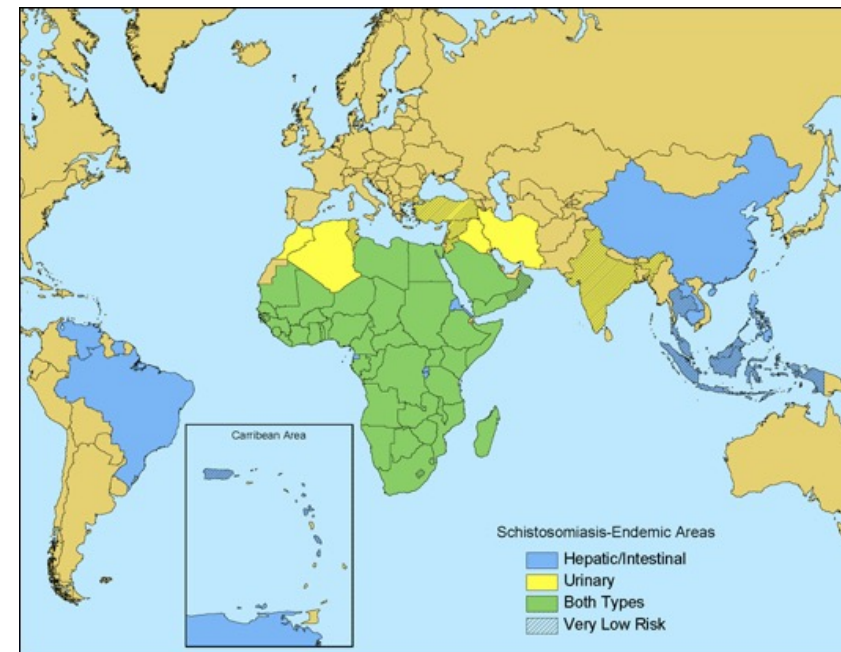 Carribean Area
Schistosomiasis-Endemic Areas
Hepatic/Intestinal
Urinary
Both Types
Very Low Risk